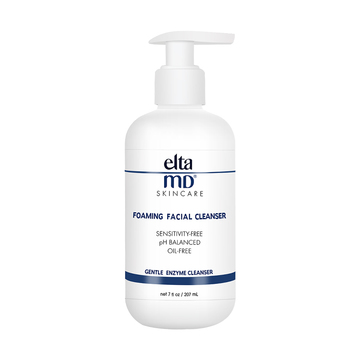 elta
MD®
SKINCARE
FOAMING FACIAL CLEANSER
SENSITIVITY-FREE
pH BALANCED
OIL-FREE
GENTLE ENZYME CLEANSER
net 7 fl oz / 207 mL